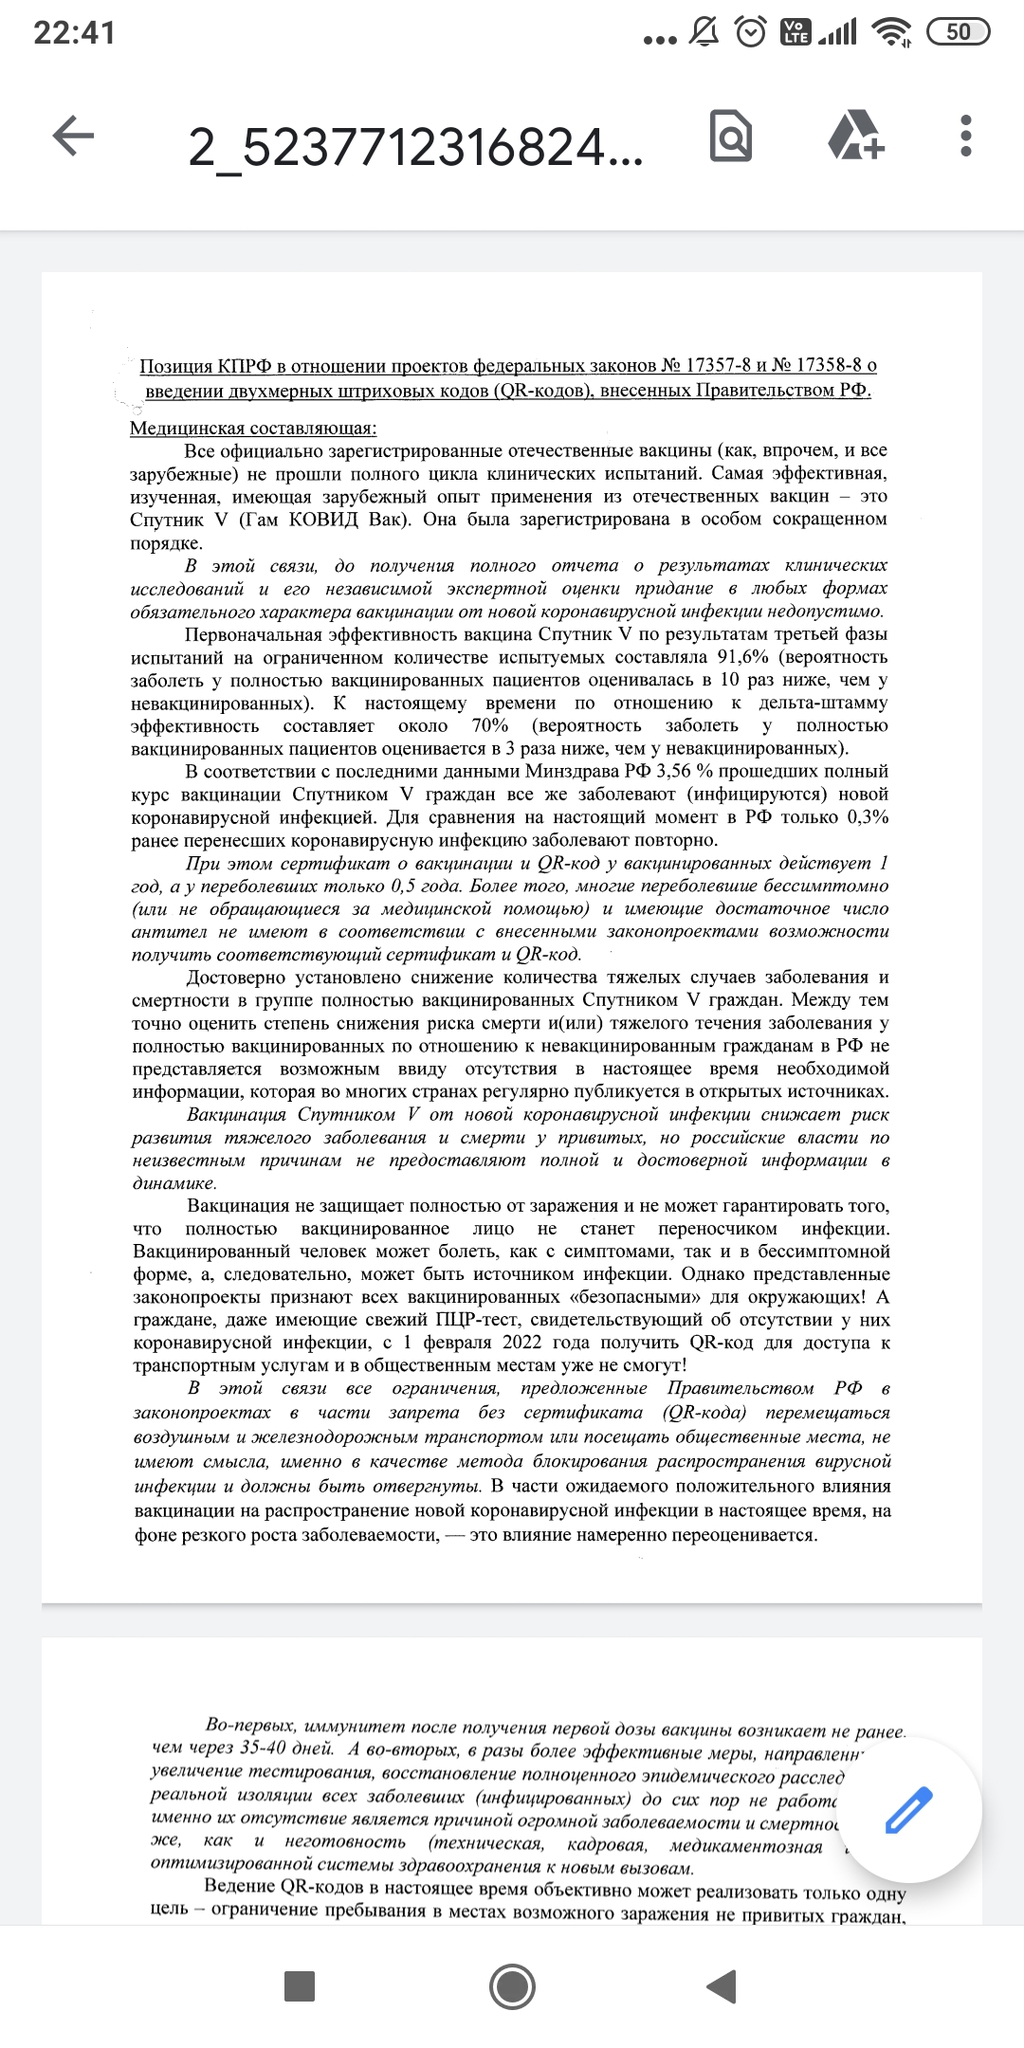 22:41
Vo LTE
50
2_5237712316824...
Позиция КПРФ в отношении проектов федеральных законов № 17357-8 и № 17358-8 о
введении двухмерных штриховых кодов (QR-кодов), внесенных Правительством РФ.
Медицинская составляющая:
Все официально зарегистрированные отечественные вакцины (как, впрочем, и все
зарубежные) не прошли полного цикла клинических испытаний. Самая эффективная,
изученная, имеющая зарубежный опыт применения из отечественных вакцин – это
Спутник V (Гам КОВИД Вак). Она была зарегистрирована в особом сокращенном
порядке.
В этой связи, до получения полного отчета о результатах клинических
исследований и его независимой экспертной оценки придание в любых формах
обязательного характера вакцинации от новой коронавирусной инфекции недопустимо.
Первоначальная эффективность вакцина Спутник V по результатам третьей фазы
испытаний на ограниченном количестве испытуемых составляла 91,6% (вероятность
заболеть у полностью вакцинированных пациентов оценивалась в 10 раз ниже, чем у
невакцинированных). К настоящему времени по отношению к дельта-штамму
эффективность составляет около 70% (вероятность заболеть у полностью
вакцинированных пациентов оценивается в 3 раза ниже, чем у невакцинированных).
В соответствии с последними данными Минздрава РФ 3,56 % прошедших полный
курс вакцинации Спутником V граждан все же заболевают (инфицируются) новой
коронавирусной инфекцией. Для сравнения на настоящий момент в РФ только 0,3%
ранее перенесших коронавирусную инфекцию заболевают повторно.
При этом сертификат о вакцинации и QR-код у вакцинированных действует 1
год, а у переболевших только 0,5 года. Более того, многие переболевшие бессимптомно
(или не обращающиеся за медицинской помощью) и имеющие достаточное число
антител не имеют в соответствии с внесенными законопроектами возможности
получить соответствующий сертификат и QR-код.
Достоверно установлено снижение количества тяжелых случаев заболевания и
смертности в группе полностью вакцинированных Спутником V граждан. Между тем
точно оценить степень снижения риска смерти и(или) тяжелого течения заболевания у
полностью вакцинированных по отношению к невакцинированным гражданам в РФ не
представляется возможным ввиду отсутствия в настоящее время необходимой
информации, которая во многих странах регулярно публикуется в открытых источниках.
Вакцинация Спутником V от новой коронавирусной инфекции снижает риск
развития тяжелого заболевания и смерти у привитых, но российские власти по
неизвестным причинам не предоставляют полной и достоверной информации в
динамике.
Вакцинация не защищает полностью от заражения и не может гарантировать того,
что полностью вакцинированное лицо не станет переносчиком инфекции.
Вакцинированный человек может болеть, как с симптомами, так и в бессимптомной
форме, а, следовательно, может быть источником инфекции. Однако представленные
законопроекты признают всех вакцинированных «безопасными» для окружающих! А
граждане, даже имеющие свежий ПЦР-тест, свидетельствующий об отсутствии у них
коронавирусной инфекции, с 1 февраля 2022 года получить QR-код для доступа к
транспортным услугам и в общественным местам уже не смогут!
В этой связи все ограничения, предложенные Правительством РФ в
законопроектах в части запрета без сертификата (QR-кода) перемещаться
воздушным и железнодорожным транспортом или посещать общественные места, не
имеют смысла, именно в качестве метода блокирования распространения вирусной
инфекции и должны быть отвергнуты. В части ожидаемого положительного влияния
вакцинации на распространение новой коронавирусной инфекции в настоящее время, на
фоне резкого роста заболеваемости, — это влияние намеренно переоценивается.
Во-первых, иммунитет после получения первой дозы вакцины возникает не ранее.
чем через 35-40 дней. А во-вторых, в разы более эффективные меры,
увеличение тестирования, восстановление полноценного эпидемического
реальной изоляции всех заболевших (инфицированных) до сих пор не
именно их отсутствие является причиной огромной заболеваемости и
же, как и неготовность (техническая, кадровая, медикаментозная
оптимизированной системы здравоохранения к новым вызовам.
Ведение QR-кодов в настоящее время объективно может реализовать только одну
цель – ограничение пребывания в местах возможного заражения не привитых граждан,